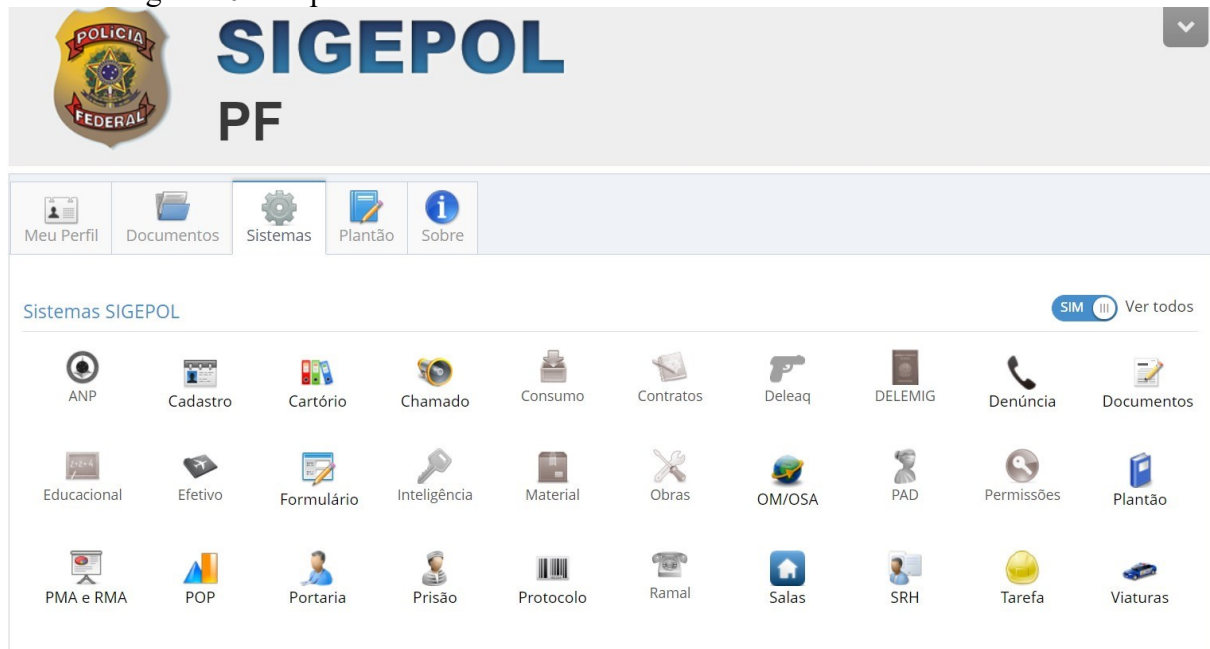 POLÍCIA
FEDERAL
SIGEPOL
PF
Meu Perfil
Documentos
Sistemas
Plantão
Sobre
Sistemas SIGEPOL
SIM
Ver todos
ANP
Cadastro
Cartório
Chamado
Consumo
Contratos
Deleaq
DELEMIG
Denúncia
Documentos
Educacional
Efetivo
Formulário
Inteligência
Material
Obras
OM/OSA
PAD
Permissões
Plantão
PMA e RMA
POP
Portaria
Prisão
Protocolo
Ramal
Salas
SRH
Tarefa
Viaturas